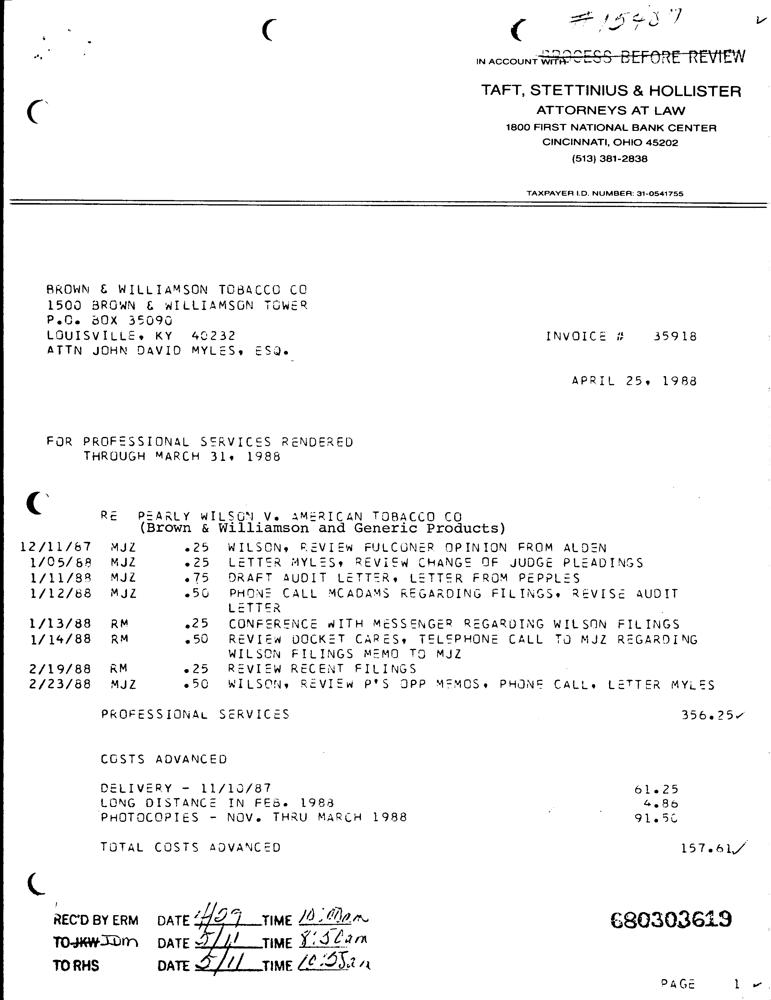 #15487
IN ACCOUNT WITH PROCESS BEFORE REVIEW
TAFT, STETTINIUS & HOLLISTER
ATTORNEYS AT LAW
1800 FIRST NATIONAL BANK CENTER
CINCINNATI, OHIO 45202
(513) 381-2838
TAXPAYER I.D. NUMBER: 31-0541755
BROWN & WILLIAMSON TOBACCO CO
1500 BROWN & WILLIAMSON TOWER
P.O. BOX 35090
LOUISVILLE, KY 40232
ATTN JOHN DAVID MYLES, ESQ.
INVOICE # 35918
APRIL 25, 1988
FOR PROFESSIONAL SERVICES RENDERED
THROUGH MARCH 31, 1988
RE PEARLY WILSON V. AMERICAN TOBACCO CO
(Brown & Williamson and Generic Products)
12/11/87 MJZ .25 WILSON, REVIEW FULCONER OPINION FROM ALDEN
1/05/88 MJZ .25 LETTER MYLES, REVIEW CHANGE OF JUDGE PLEADINGS
1/11/88 MJZ .75 DRAFT AUDIT LETTER, LETTER FROM PEPPLES
1/12/88 MJZ .50 PHONE CALL MCADAMS REGARDING FILINGS, REVISE AUDIT
LETTER
1/13/88 RM .25 CONFERENCE WITH MESSENGER REGARDING WILSON FILINGS
1/14/88 RM .50 REVIEW DOCKET CARES, TELEPHONE CALL TO MJZ REGARDING
WILSON FILINGS MEMO TO MJZ
2/19/88 RM .25 REVIEW RECENT FILINGS
2/23/88 MJZ .50 WILSON, REVIEW P'S OPP MEMOS, PHONE CALL, LETTER MYLES
PROFESSIONAL SERVICES 356.25✓
COSTS ADVANCED
DELIVERY - 11/10/87 61.25
LONG DISTANCE IN FEB. 1988 4.86
PHOTOCOPIES - NOV. THRU MARCH 1988 91.50
TOTAL COSTS ADVANCED 157.61✓
REC'D BY ERM DATE 4/29 TIME 10:00am
TO JKW JDM DATE 5/11 TIME 8:50am
TO RHS DATE 5/11 TIME
680303619
PAGE 1